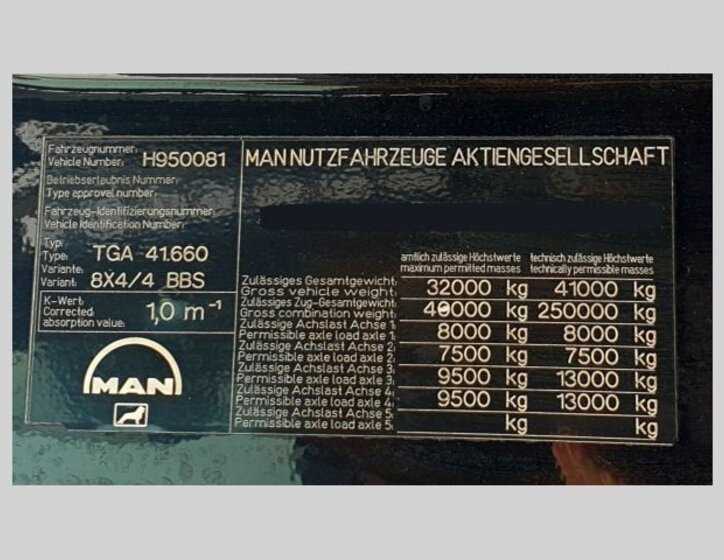 Fahrzeugnummer:
Vehicle Number: H950081
Betriebserlaubnis Nummer:
Type approval number:
Fahrzeug-Identifizierungsnummer:
Vehicle Identification Number:
Typ:
Type: TGA 41.660
Variante:
Variant: 8X4/4 BBS
K-Wert:
Corrected
absorption value: 1,0 m⁻¹
MAN
MAN NUTZFAHRZEUGE AKTIENGESELLSCHAFT
amtlich zulässige Höchstwerte technisch zulässige Höchstwerte
maximum permitted masses technically permissible masses
Zulässiges Gesamtgewicht:
Gross vehicle weight: 32000 kg 41000 kg
Zulässiges Zug-Gesamtgewicht:
Gross combination weight: kg 250000 kg
Zulässige Achslast Achse 1:
Permissible axle load axle 1: 8000 kg 8000 kg
Zulässige Achslast Achse 2:
Permissible axle load axle 2: 7500 kg 7500 kg
Zulässige Achslast Achse 3:
Permissible axle load axle 3: 9500 kg 13000 kg
Zulässige Achslast Achse 4:
Permissible axle load axle 4: 9500 kg 13000 kg
Zulässige Achslast Achse 5:
Permissible axle load axle 5: kg kg